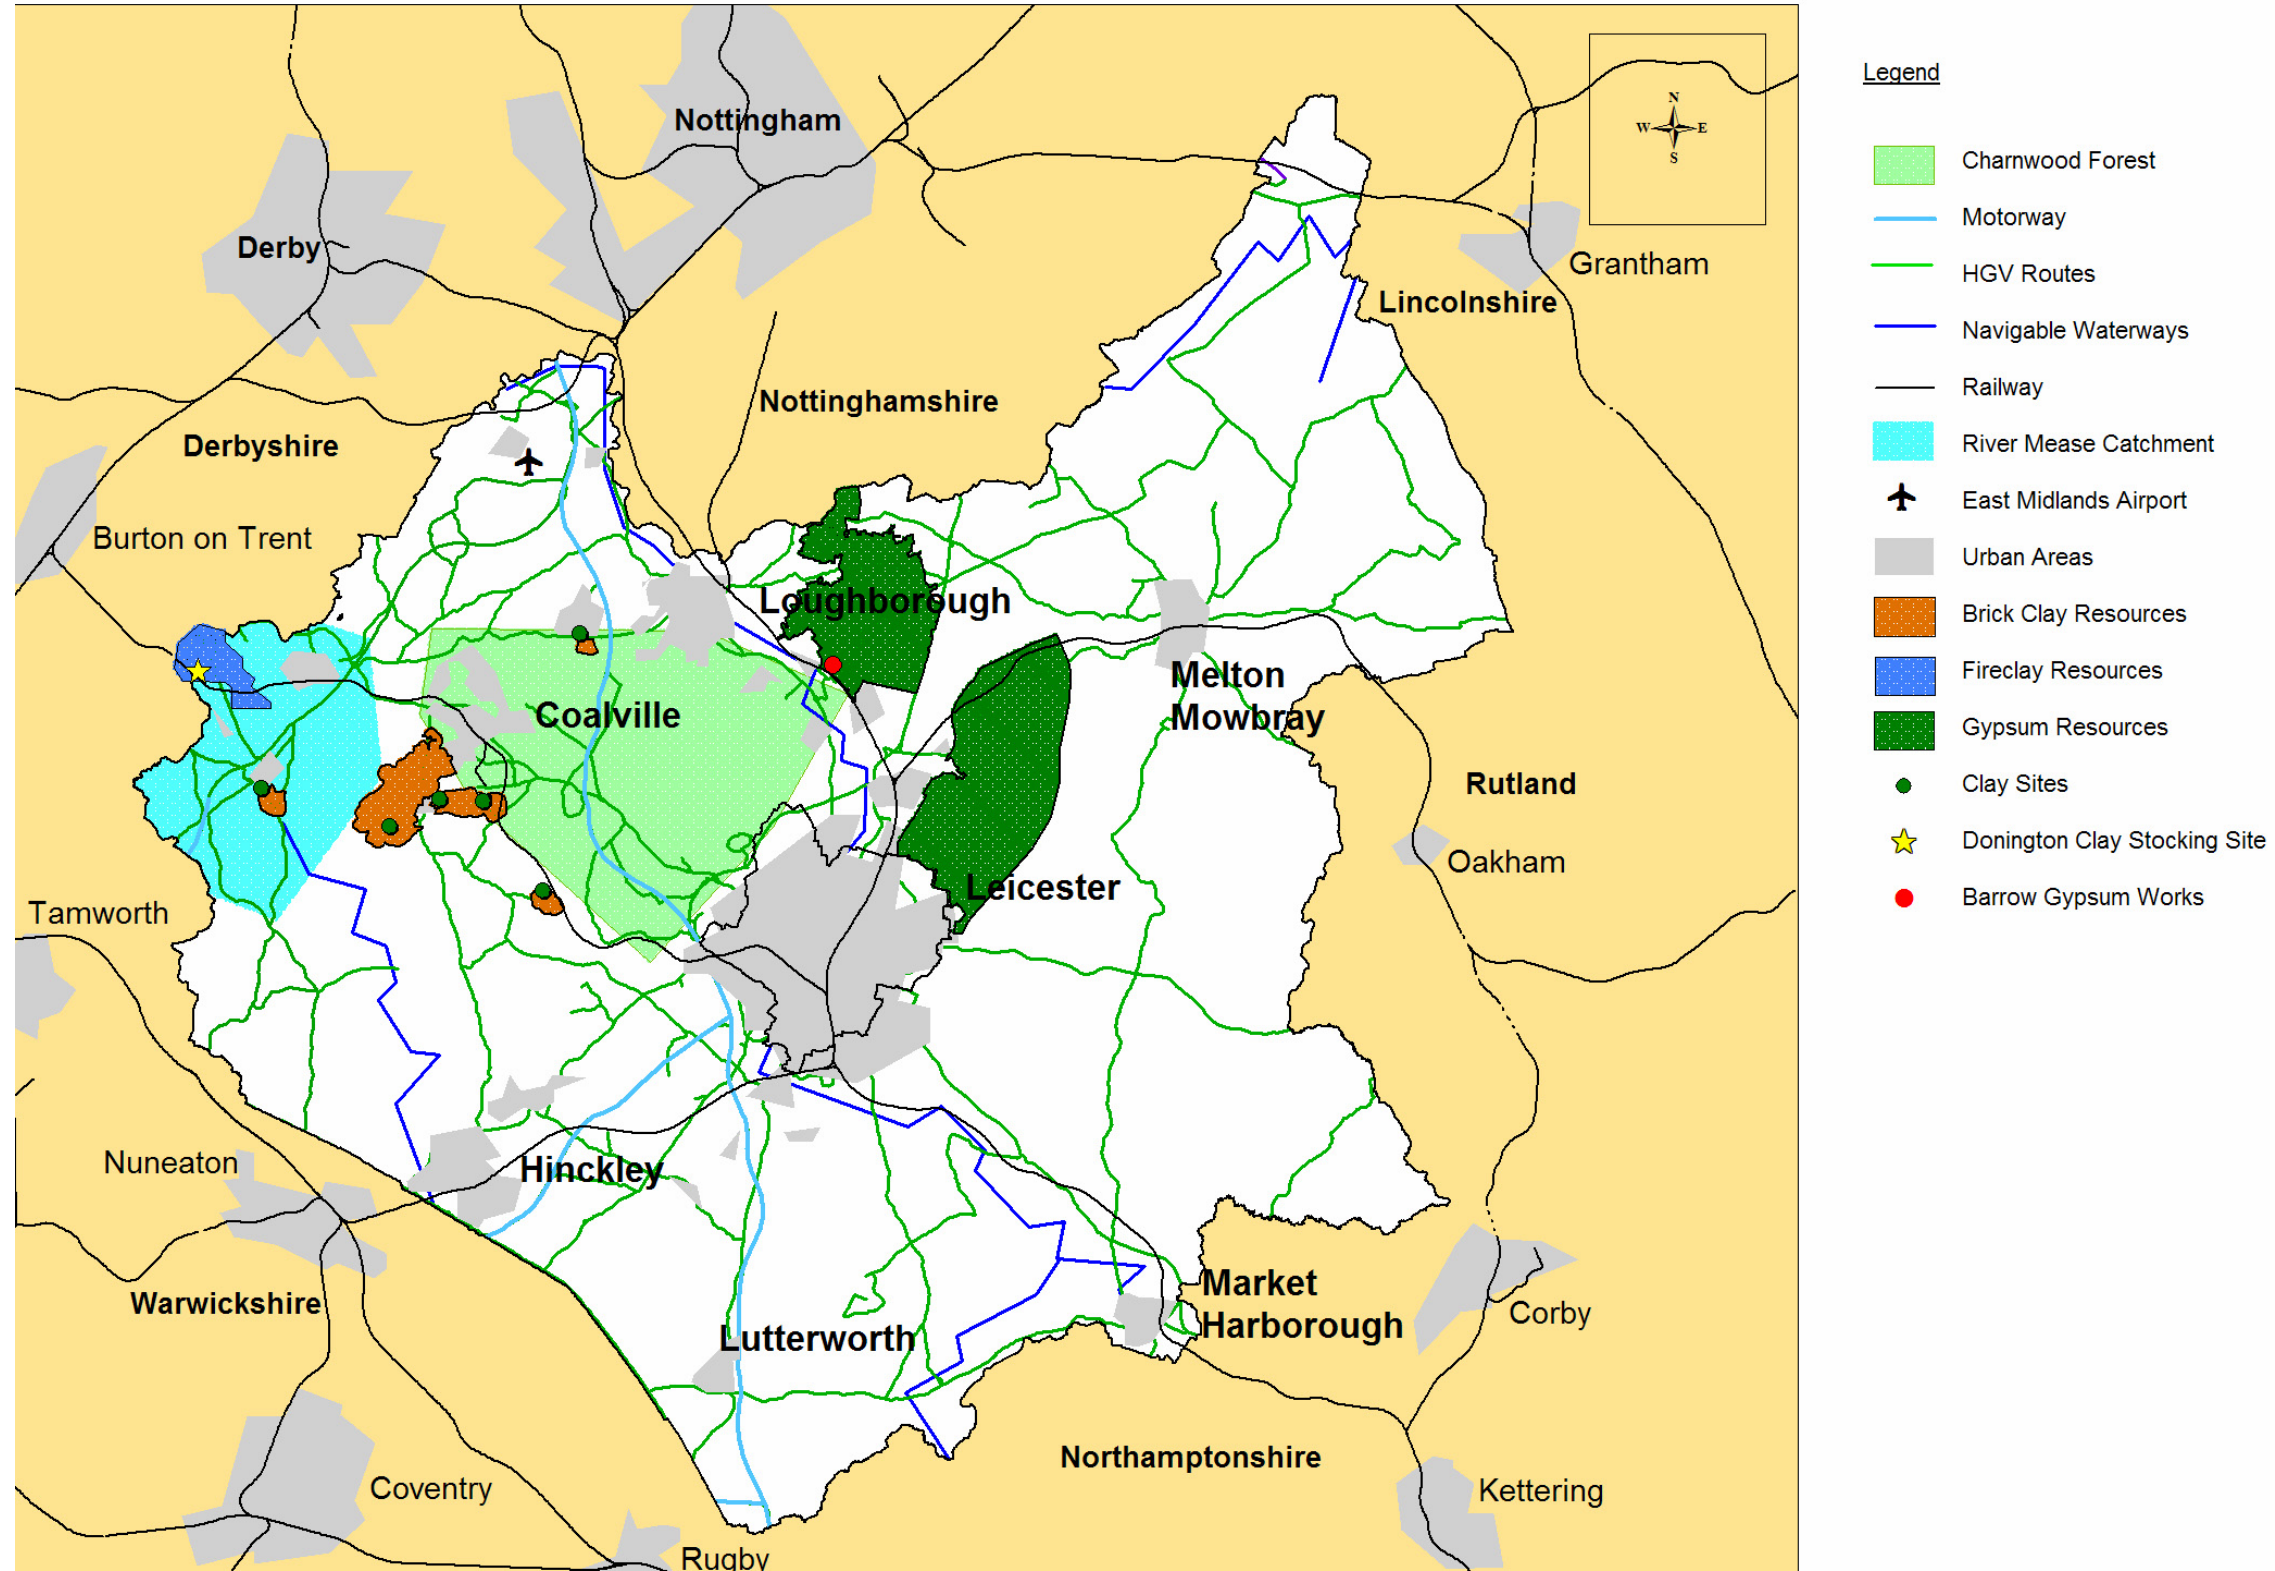 Nottingham
Derby
Grantham
Lincolnshire
Nottinghamshire
Derbyshire
Burton on Trent
Loughborough
Melton
Mowbray
Coalville
Rutland
Oakham
Leicester
Tamworth
Nuneaton
Hinckley
Warwickshire
Market
Harborough
Corby
Lutterworth
Northamptonshire
Coventry
Kettering
Rugby
N
W
E
S
Legend
Charnwood Forest
Motorway
HGV Routes
Navigable Waterways
Railway
River Mease Catchment
East Midlands Airport
Urban Areas
Brick Clay Resources
Fireclay Resources
Gypsum Resources
Clay Sites
Donington Clay Stocking Site
Barrow Gypsum Works